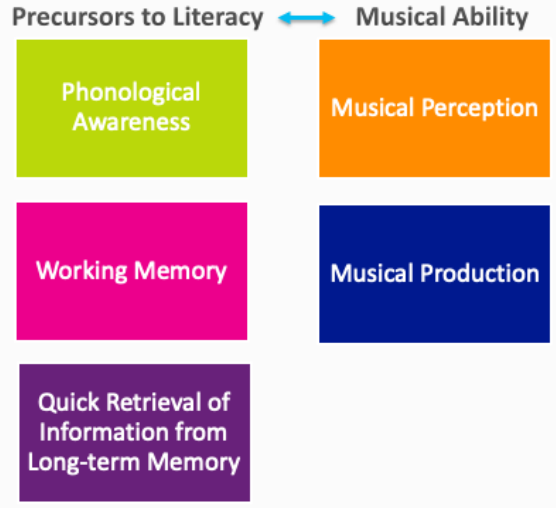 Precursors to Literacy
Musical Ability
Phonological
Awareness
Musical Perception
Working Memory
Musical Production
Quick Retrieval of
Information from
Long-term Memory